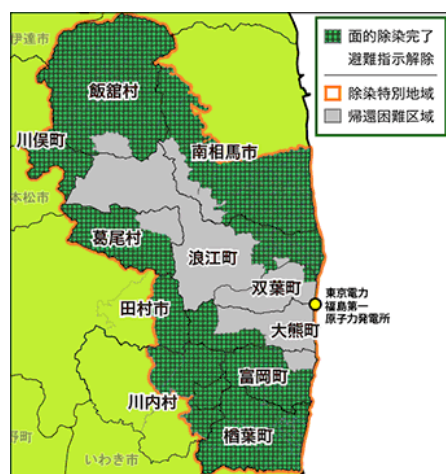 面的除染完了
避難指示解除
除染特別地域
帰還困難区域
伊達市
飯舘村
川俣町
南相馬市
本松市
葛尾村
浪江町
双葉町
東京電力
福島第一
原子力発電所
田村市
大熊町
富岡町
川内村
楢葉町
野町
いわき市